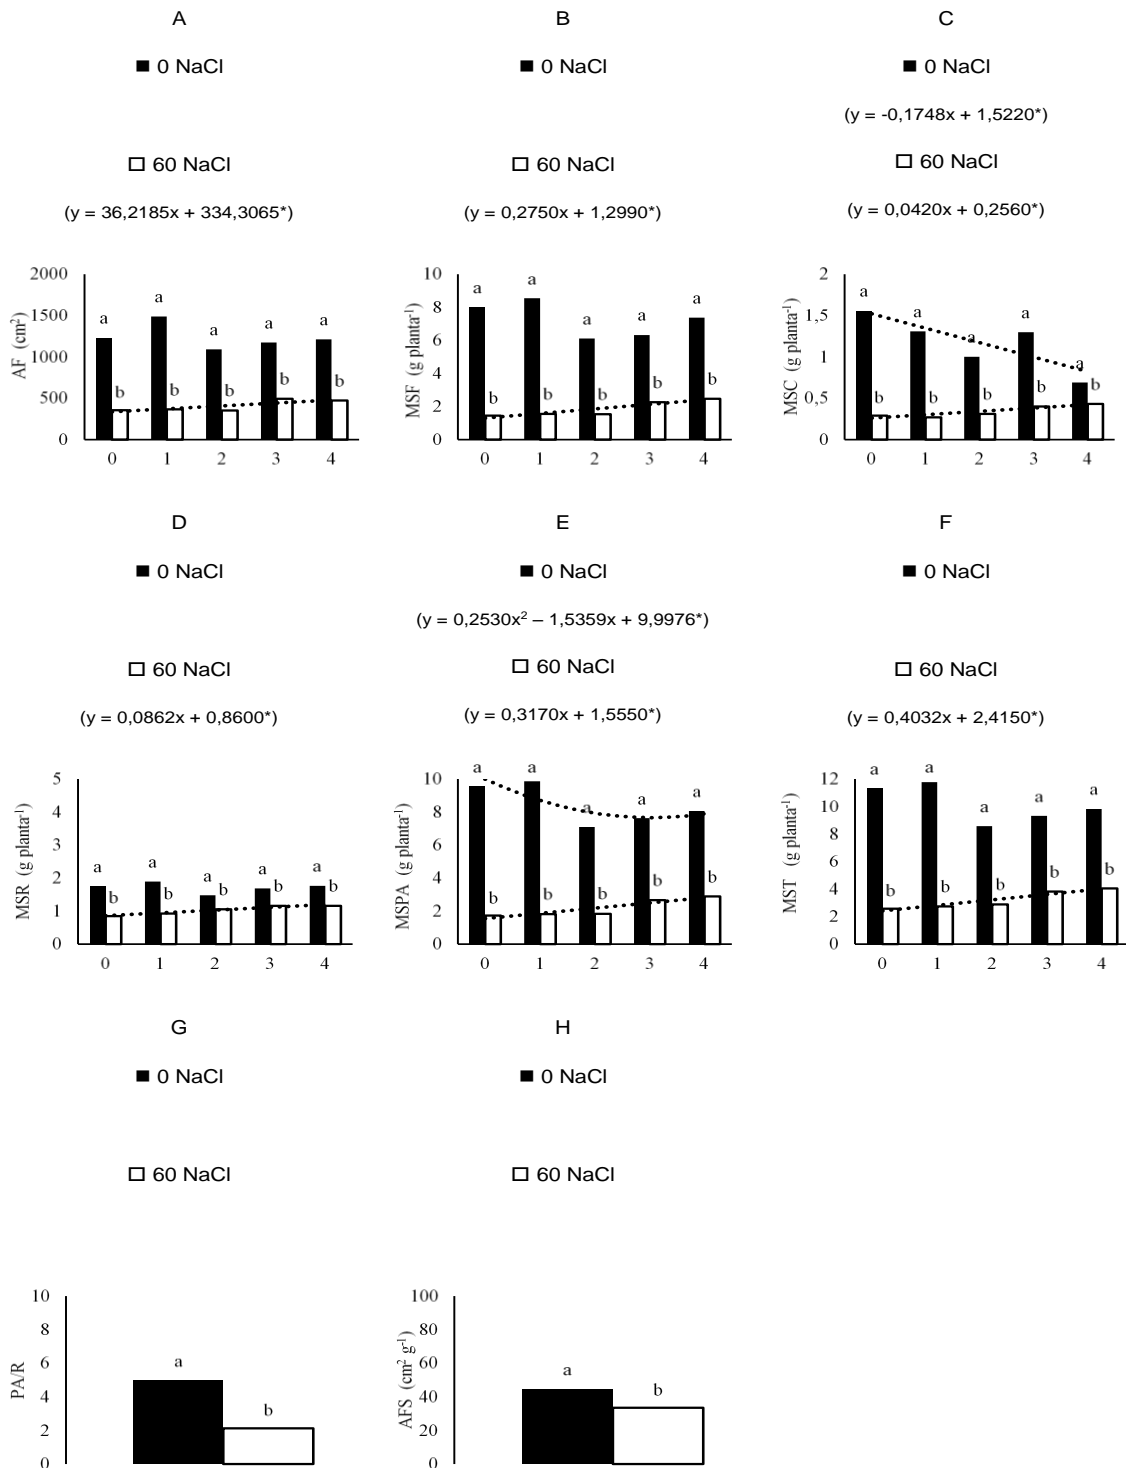 A B C
■ 0 NaCl ■ 0 NaCl ■ 0 NaCl
(y = -0,1748x + 1,5220*)
□ 60 NaCl □ 60 NaCl □ 60 NaCl
(y = 36,2185x + 334,3065*) (y = 0,2750x + 1,2990*) (y = 0,0420x + 0,2560*)
AF (cm²)
2000
1500
1000
500
0
a a a a a
b b b b b
0 1 2 3 4
MSF (g planta⁻¹)
10
8
6
4
2
0
a a a a a
b b b b b
0 1 2 3 4
MSC (g planta⁻¹)
2
1,5
1
0,5
0
a a a a a
b b b b b
0 1 2 3 4
D E F
■ 0 NaCl ■ 0 NaCl ■ 0 NaCl
(y = 0,2530x² – 1,5359x + 9,9976*)
□ 60 NaCl □ 60 NaCl □ 60 NaCl
(y = 0,0862x + 0,8600*) (y = 0,3170x + 1,5550*) (y = 0,4032x + 2,4150*)
MSR (g planta⁻¹)
5
4
3
2
1
0
a a a a a
b b b b b
0 1 2 3 4
MSPA (g planta⁻¹)
10
8
6
4
2
0
a a a a a
b b b b b
0 1 2 3 4
MST (g planta⁻¹)
12
10
8
6
4
2
0
a a a a a
b b b b b
0 1 2 3 4
G H
■ 0 NaCl ■ 0 NaCl
□ 60 NaCl □ 60 NaCl
PA/R
10
8
6
4
2
0
a b
AFS (cm² g⁻¹)
100
80
60
40
20
0
a b